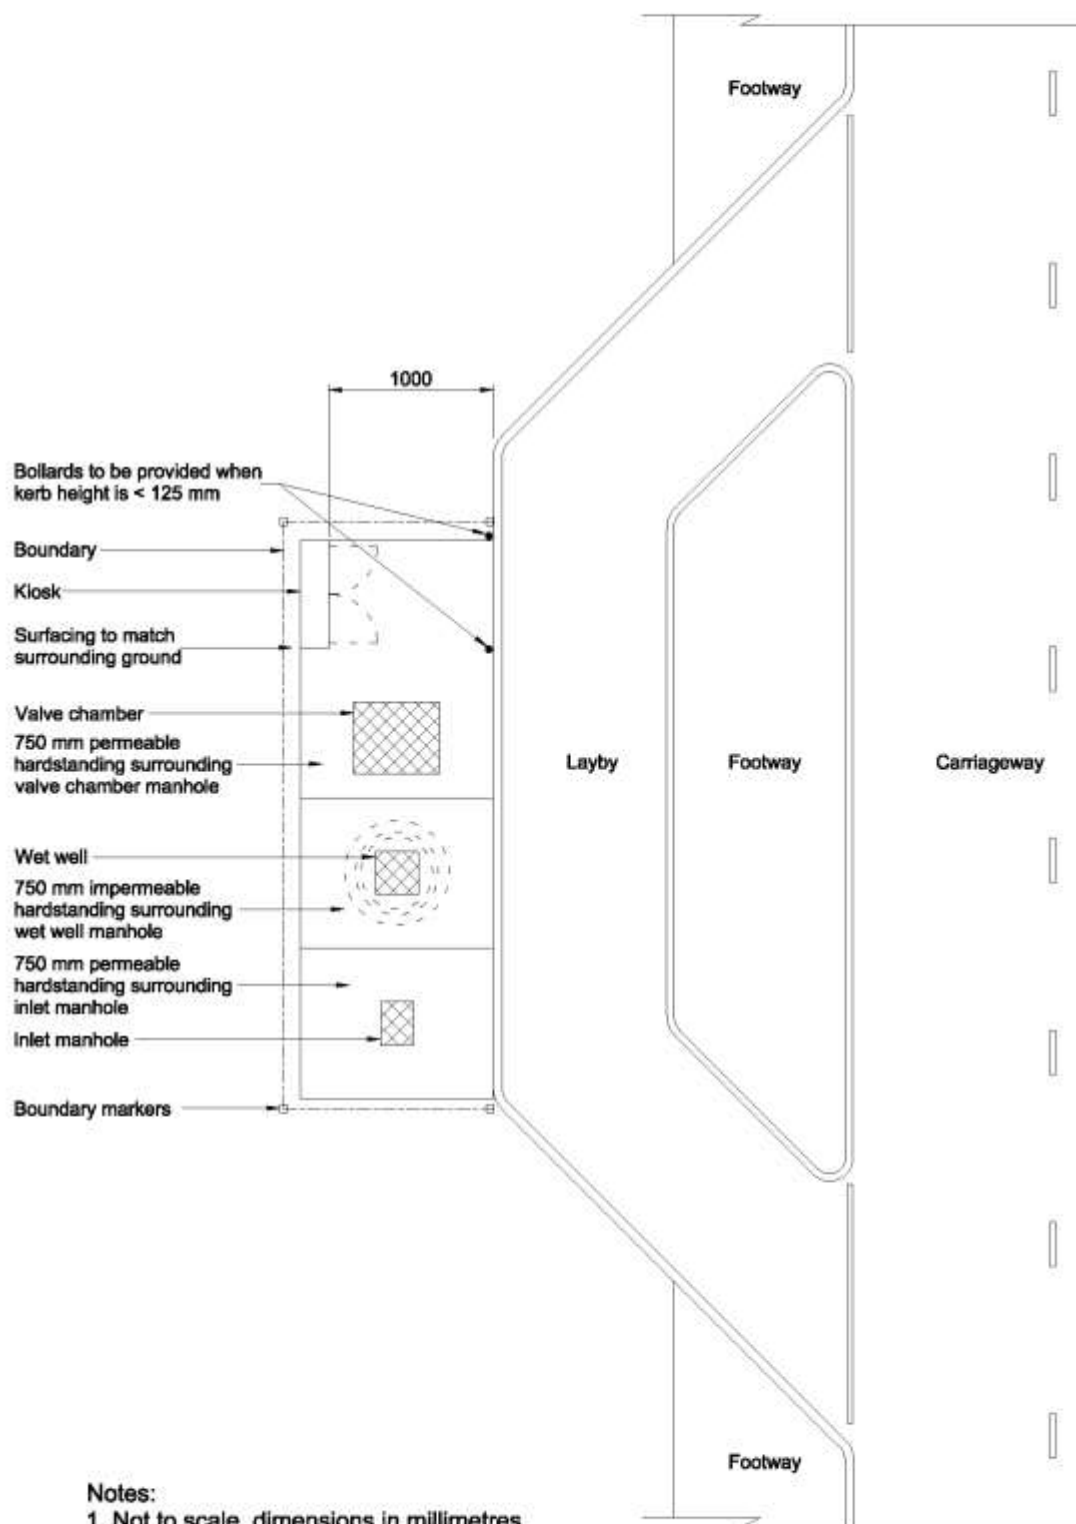 Footway
1000
Bollards to be provided when
kerb height is < 125 mm
Boundary
Kiosk
Surfacing to match
surrounding ground
Valve chamber
750 mm permeable
hardstanding surrounding
valve chamber manhole
Layby
Footway
Carriageway
Wet well
750 mm impermeable
hardstanding surrounding
wet well manhole
750 mm permeable
hardstanding surrounding
inlet manhole
Inlet manhole
Boundary markers
Footway
Notes:
1. Not to scale, dimensions in millimetres